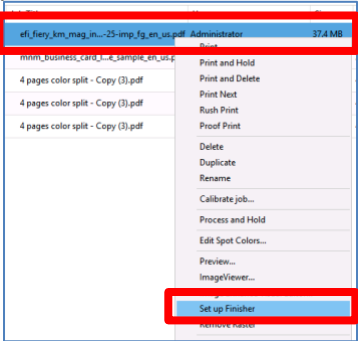 efi_fiery_km_mag_in...-25-imp_fg_en_us.pdf Administrator 37.4 MB
Print
mnm_business_card_l...e_sample_en_us.p
Print and Hold
4 pages color split - Copy (3).pdf
Print and Delete
Print Next
4 pages color split - Copy (3).pdf
Rush Print
4 pages color split - Copy (3).pdf
Proof Print
Delete
Duplicate
Rename
Calibrate job...
Process and Hold
Edit Spot Colors...
Preview...
ImageViewer...
Set up Finisher
Remove Raster